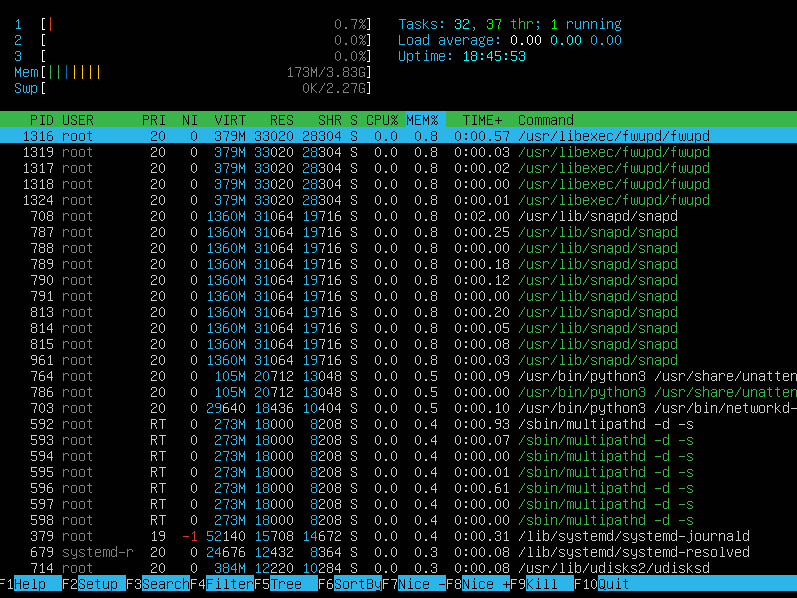 1 [| 0.7%] Tasks: 32, 37 thr; 1 running
2 [ 0.0%] Load average: 0.00 0.00 0.00
3 [ 0.0%] Uptime: 18:45:53
Mem[||||||| 173M/3.83G]
Swp[ 0K/2.27G]
PID USER PRI NI VIRT RES SHR S CPU% MEM% TIME+ Command
1316 root 20 0 379M 33020 28304 S 0.0 0.8 0:00.57 /usr/libexec/fwupd/fwupd
1319 root 20 0 379M 33020 28304 S 0.0 0.8 0:00.03 /usr/libexec/fwupd/fwupd
1317 root 20 0 379M 33020 28304 S 0.0 0.8 0:00.02 /usr/libexec/fwupd/fwupd
1318 root 20 0 379M 33020 28304 S 0.0 0.8 0:00.00 /usr/libexec/fwupd/fwupd
1324 root 20 0 379M 33020 28304 S 0.0 0.8 0:00.01 /usr/libexec/fwupd/fwupd
708 root 20 0 1360M 31064 19716 S 0.0 0.8 0:02.00 /usr/lib/snapd/snapd
787 root 20 0 1360M 31064 19716 S 0.0 0.8 0:00.25 /usr/lib/snapd/snapd
788 root 20 0 1360M 31064 19716 S 0.0 0.8 0:00.00 /usr/lib/snapd/snapd
789 root 20 0 1360M 31064 19716 S 0.0 0.8 0:00.18 /usr/lib/snapd/snapd
790 root 20 0 1360M 31064 19716 S 0.0 0.8 0:00.12 /usr/lib/snapd/snapd
791 root 20 0 1360M 31064 19716 S 0.0 0.8 0:00.00 /usr/lib/snapd/snapd
813 root 20 0 1360M 31064 19716 S 0.0 0.8 0:00.20 /usr/lib/snapd/snapd
814 root 20 0 1360M 31064 19716 S 0.0 0.8 0:00.05 /usr/lib/snapd/snapd
815 root 20 0 1360M 31064 19716 S 0.0 0.8 0:00.08 /usr/lib/snapd/snapd
961 root 20 0 1360M 31064 19716 S 0.0 0.8 0:00.03 /usr/lib/snapd/snapd
764 root 20 0 105M 20712 13048 S 0.0 0.5 0:00.09 /usr/bin/python3 /usr/share/unatten
786 root 20 0 105M 20712 13048 S 0.0 0.5 0:00.00 /usr/bin/python3 /usr/share/unatten
703 root 20 0 29640 18436 10404 S 0.0 0.5 0:00.10 /usr/bin/python3 /usr/bin/networkd-
592 root RT 0 273M 18000 8208 S 0.0 0.4 0:00.93 /sbin/multipathd -d -s
593 root RT 0 273M 18000 8208 S 0.0 0.4 0:00.07 /sbin/multipathd -d -s
594 root RT 0 273M 18000 8208 S 0.0 0.4 0:00.00 /sbin/multipathd -d -s
595 root RT 0 273M 18000 8208 S 0.0 0.4 0:00.01 /sbin/multipathd -d -s
596 root RT 0 273M 18000 8208 S 0.0 0.4 0:00.61 /sbin/multipathd -d -s
597 root RT 0 273M 18000 8208 S 0.0 0.4 0:00.00 /sbin/multipathd -d -s
598 root RT 0 273M 18000 8208 S 0.0 0.4 0:00.00 /sbin/multipathd -d -s
379 root 19 -1 52140 15708 14672 S 0.0 0.4 0:00.31 /lib/systemd/systemd-journald
679 systemd-r 20 0 24676 12432 8364 S 0.0 0.3 0:00.08 /lib/systemd/systemd-resolved
714 root 20 0 384M 12220 10284 S 0.0 0.3 0:00.08 /usr/lib/udisks2/udisksd
F1Help F2Setup F3SearchF4FilterF5Tree F6SortByF7Nice -F8Nice +F9Kill F10Quit